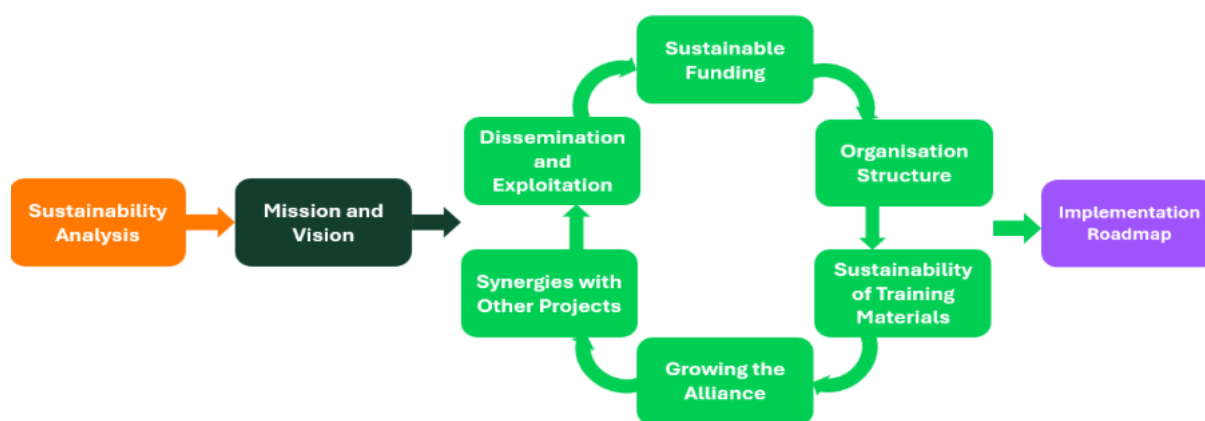 Sustainability
Analysis
Mission and
Vision
Sustainable
Funding
Organisation
Structure
Sustainability
of Training
Materials
Growing the
Alliance
Synergies with
Other Projects
Dissemination
and
Exploitation
Implementation
Roadmap